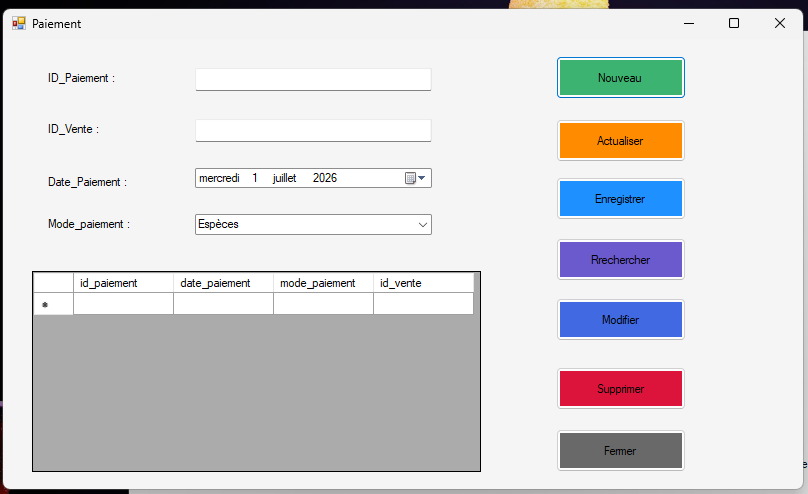 Paiement
ID_Paiement :
Nouveau
ID_Vente :
Actualiser
Date_Paiement :
mercredi 1 juillet 2026
Enregistrer
Mode_paiement :
Espèces
Rrechercher
id_paiement date_paiement mode_paiement id_vente
Modifier
Supprimer
Fermer